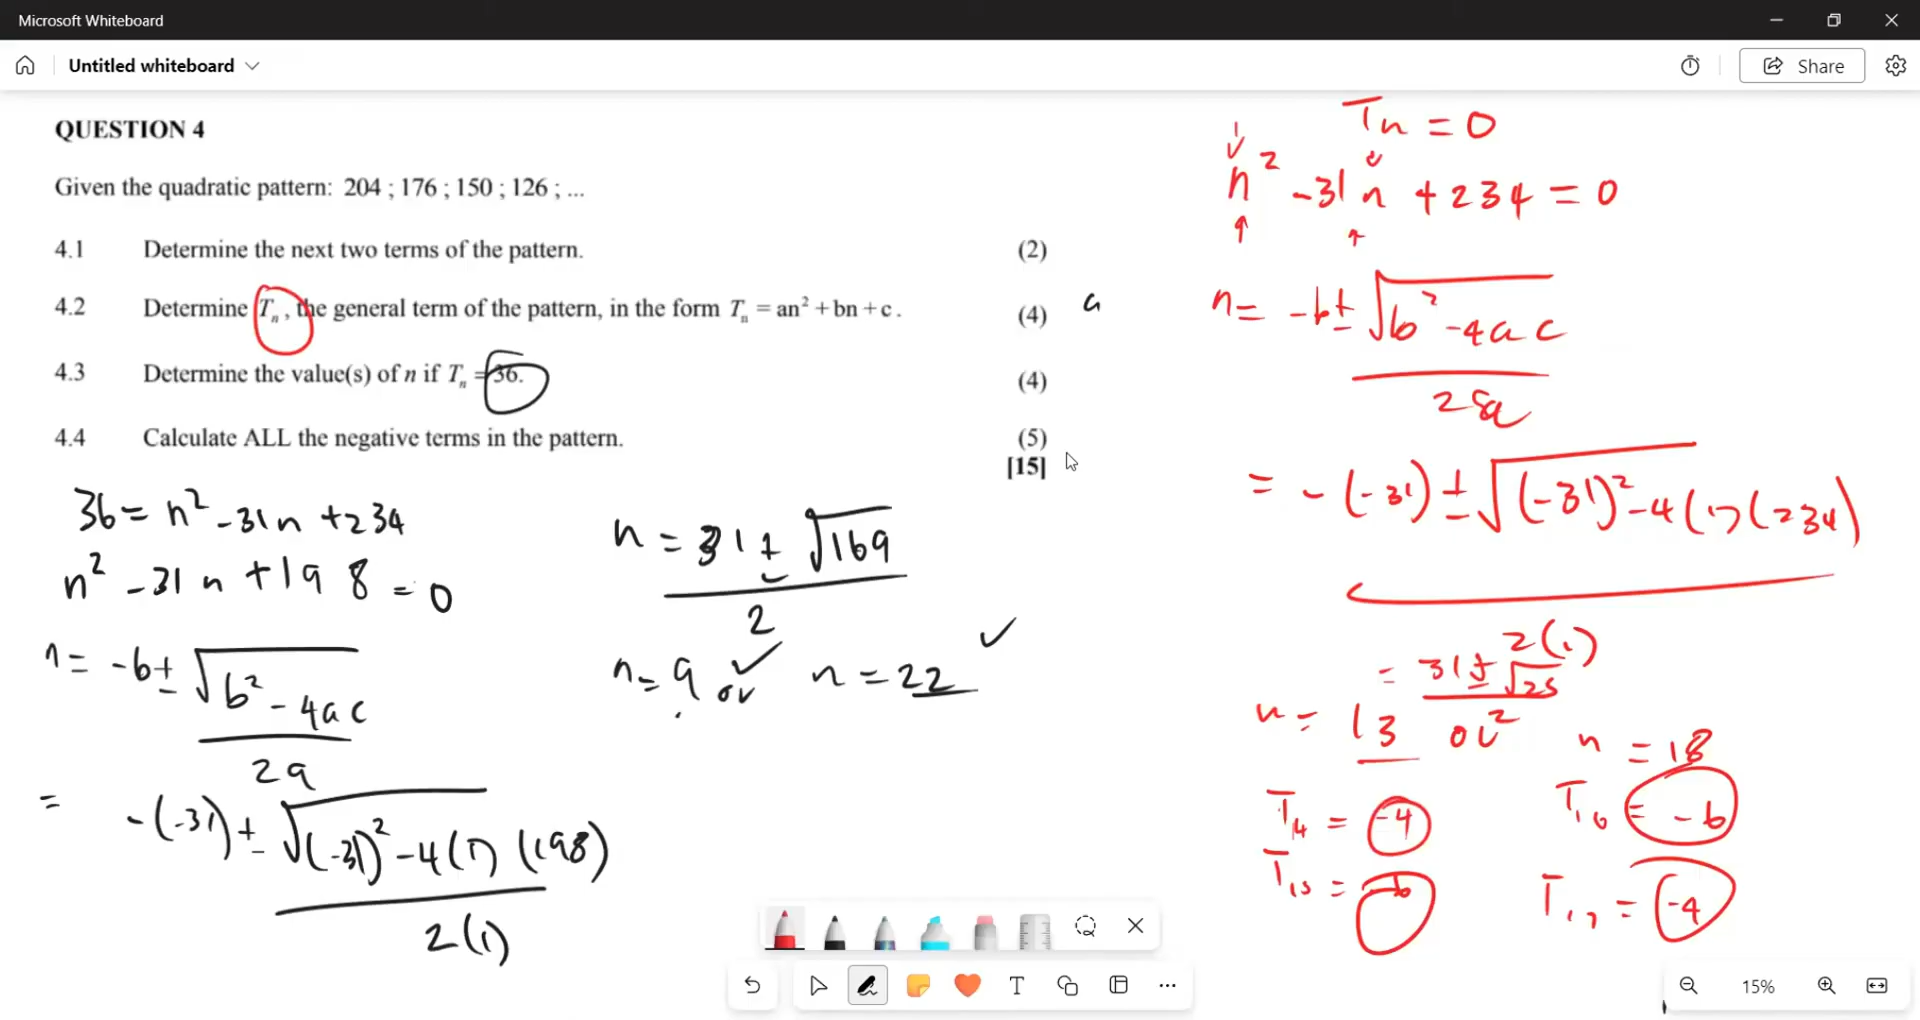 Microsoft Whiteboard
Untitled whiteboard
Share
QUESTION 4
Given the quadratic pattern: 204 ; 176 ; 150 ; 126 ; ...
4.1 Determine the next two terms of the pattern. (2)
4.2 Determine Tₙ, the general term of the pattern, in the form Tₙ = an² + bn + c. (4)
4.3 Determine the value(s) of n if Tₙ = 36. (4)
4.4 Calculate ALL the negative terms in the pattern. (5)
[15]
36 = n² - 31n + 234
n² - 31n + 198 = 0
n = -b ± √b² - 4ac
2a
= -(-31) ± √(-31)² - 4(1)(198)
2(1)
n = 31 ± √169
2
n = 9 or n = 22
a
Tn = 0
n² - 31n + 234 = 0
n = -b ± √b² - 4ac
2a
= -(-31) ± √(-31)² - 4(1)(234)
2(1)
= 31 ± √25
2
n = 13 or n = 18
T14 = -4
T15 = -6
T16 = -6
T17 = -4
15%